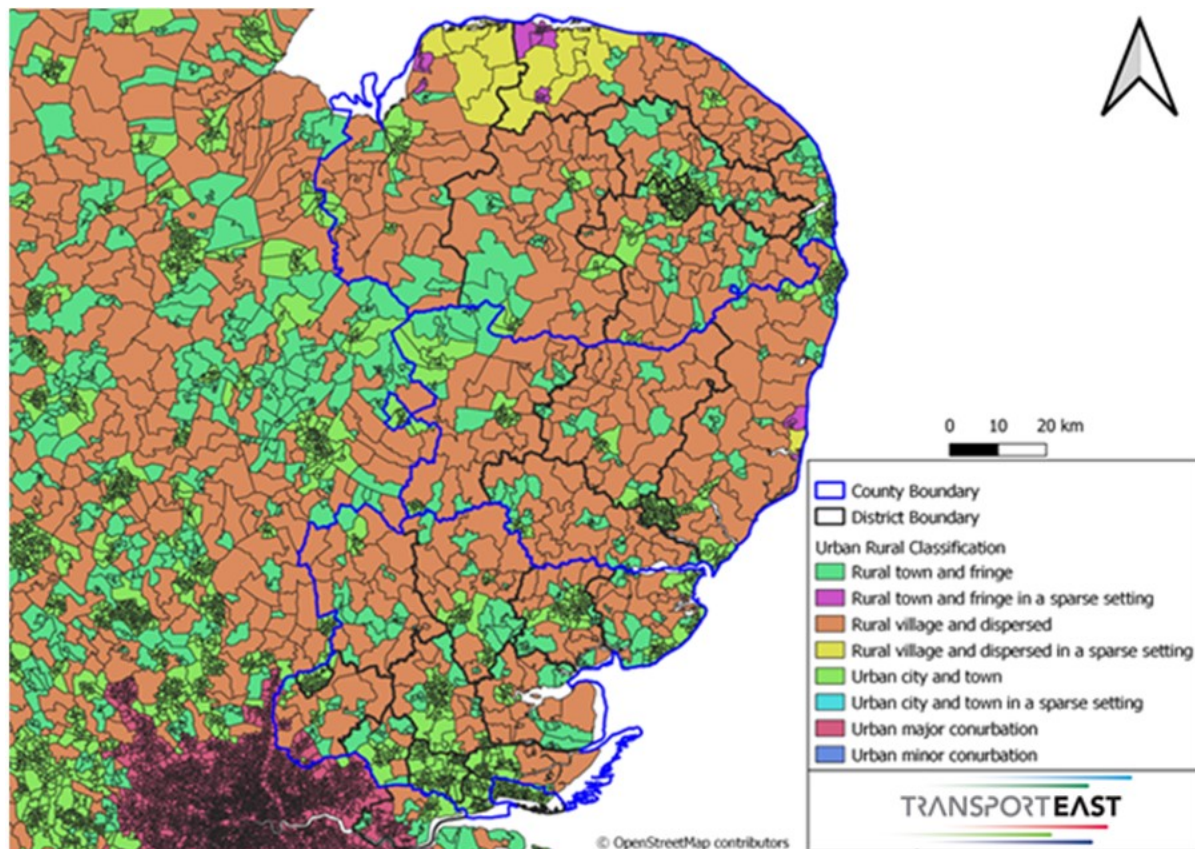 0 10 20 km
County Boundary
District Boundary
Urban Rural Classification
Rural town and fringe
Rural town and fringe in a sparse setting
Rural village and dispersed
Rural village and dispersed in a sparse setting
Urban city and town
Urban city and town in a sparse setting
Urban major conurbation
Urban minor conurbation
TRANSPORTEAST
© OpenStreetMap contributors